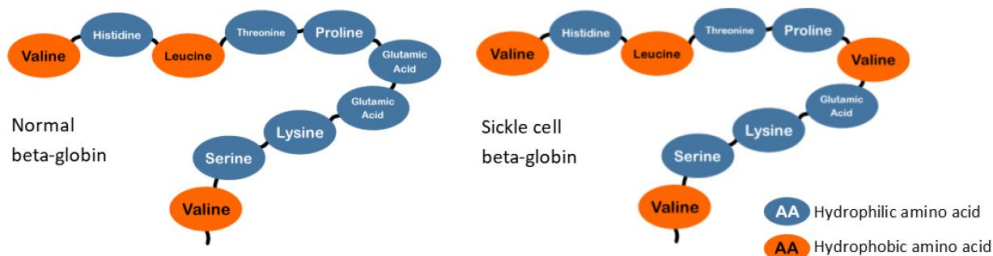 Valine
Histidine
Leucine
Threonine
Proline
Glutamic
Acid
Glutamic
Acid
Lysine
Serine
Valine
Normal
beta-globin
Valine
Histidine
Leucine
Threonine
Proline
Valine
Glutamic
Acid
Lysine
Serine
Valine
Sickle cell
beta-globin
AA Hydrophilic amino acid
AA Hydrophobic amino acid